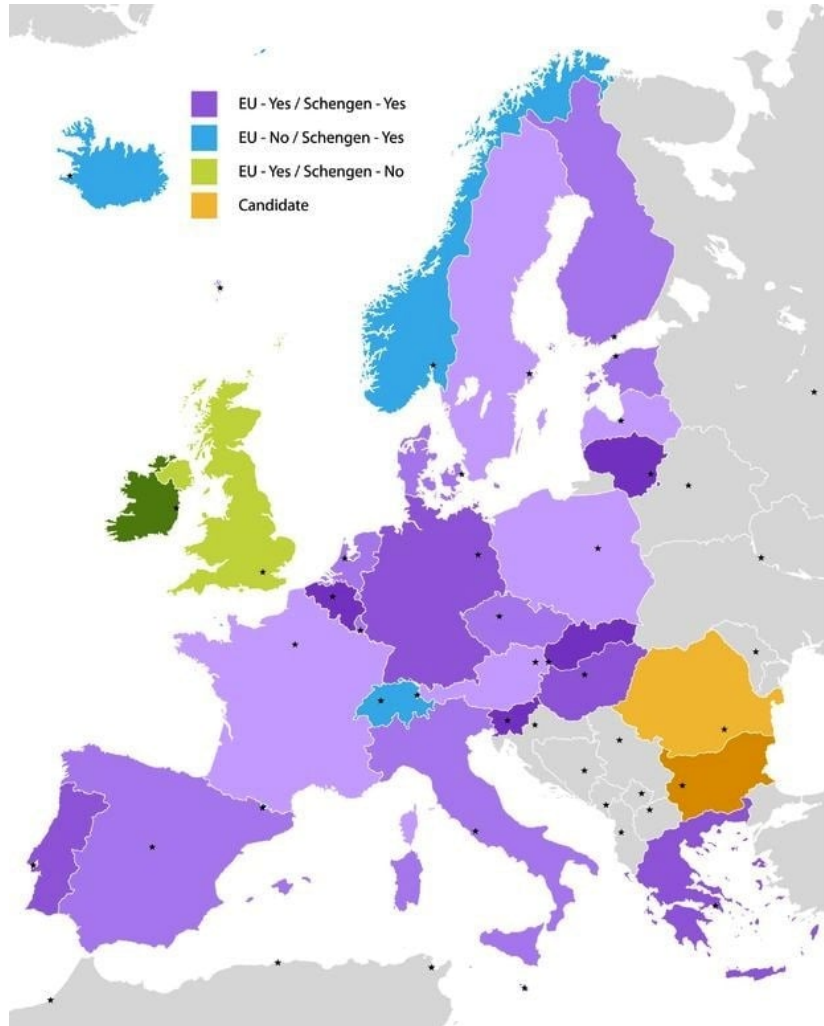 EU - Yes / Schengen - Yes
EU - No / Schengen - Yes
EU - Yes / Schengen - No
Candidate